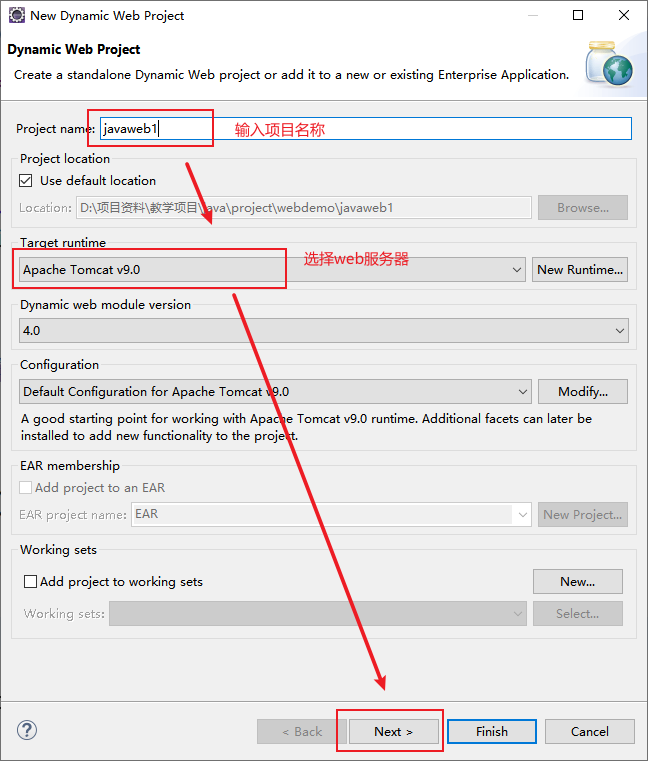 New Dynamic Web Project
Dynamic Web Project
Create a standalone Dynamic Web project or add it to a new or existing Enterprise Application.
Project name: javaweb1 输入项目名称
Project location
Use default location
Location: D:\项目资料\教学项目\java\project\webdemo\javaweb1 Browse...
Target runtime
选择web服务器
Apache Tomcat v9.0 New Runtime...
Dynamic web module version
4.0
Configuration
Default Configuration for Apache Tomcat v9.0 Modify...
A good starting point for working with Apache Tomcat v9.0 runtime. Additional facets can later be
installed to add new functionality to the project.
EAR membership
Add project to an EAR
EAR project name: EAR New Project...
Working sets
Add project to working sets New...
Working sets: Select...
? < Back Next > Finish Cancel